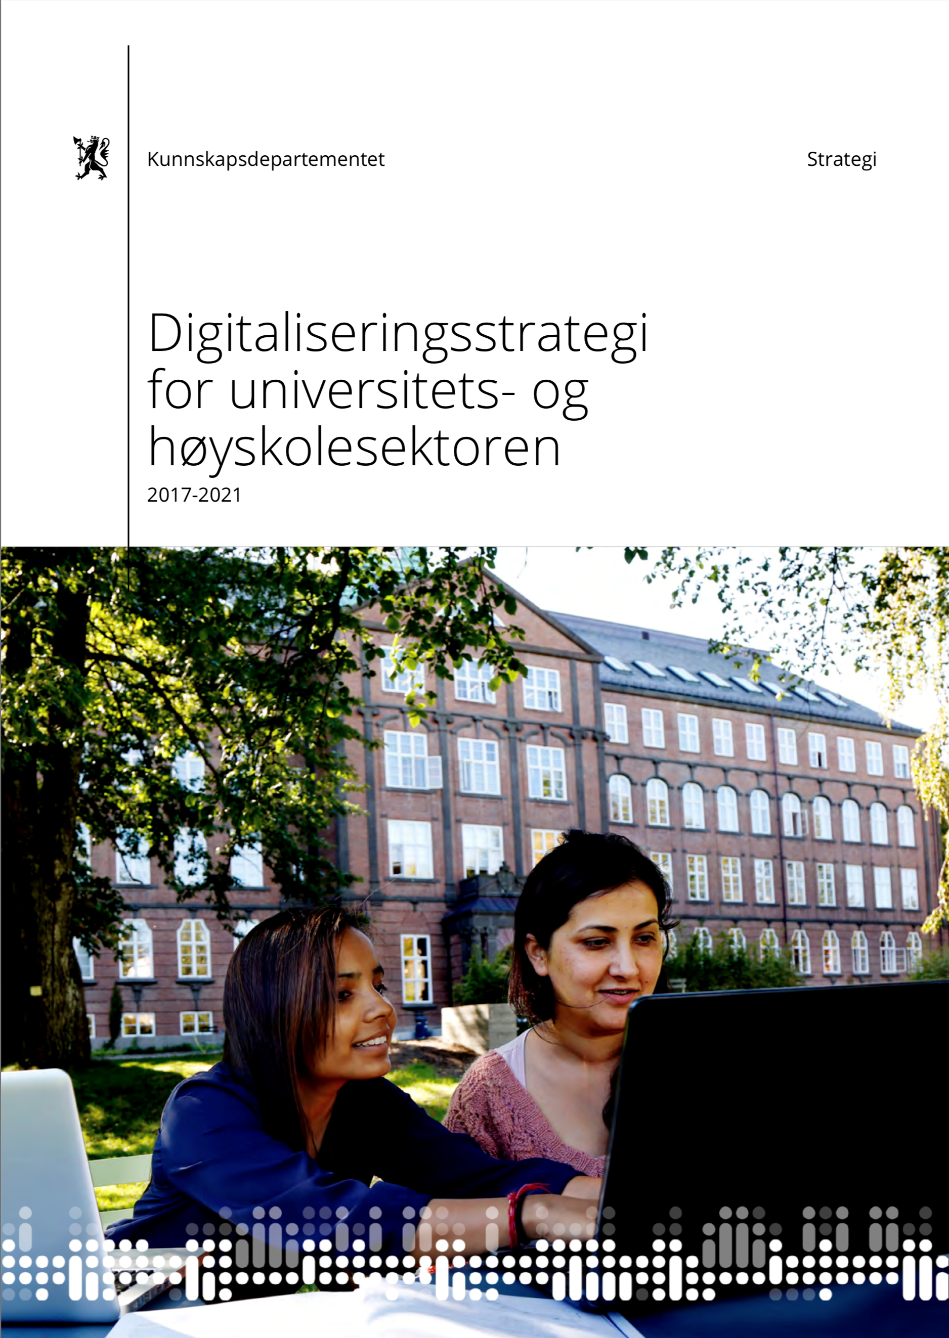 Kunnskapsdepartementet
Strategi
Digitaliseringsstrategi
for universitets- og
høyskolesektoren
2017-2021